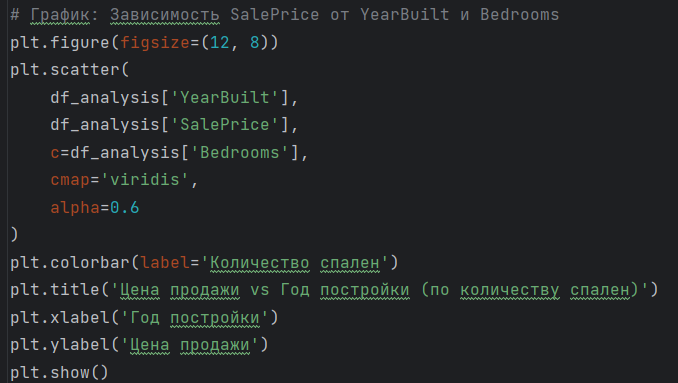 # График: Зависимость SalePrice от YearBuilt и Bedrooms
plt.figure(figsize=(12, 8))
plt.scatter(
    df_analysis['YearBuilt'],
    df_analysis['SalePrice'],
    c=df_analysis['Bedrooms'],
    cmap='viridis',
    alpha=0.6
)
plt.colorbar(label='Количество спален')
plt.title('Цена продажи vs Год постройки (по количеству спален)')
plt.xlabel('Год постройки')
plt.ylabel('Цена продажи')
plt.show()